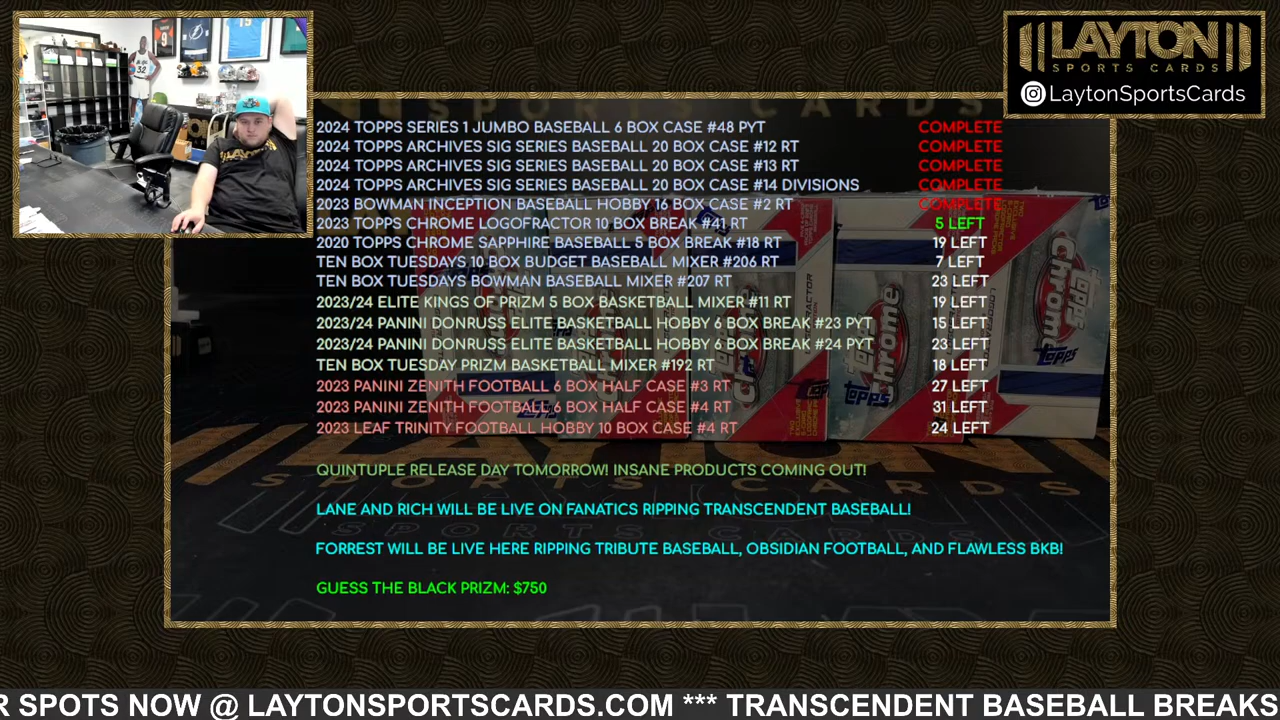 LAYTON
SPORTS CARDS
LaytonSportsCards
2024 TOPPS SERIES 1 JUMBO BASEBALL 6 BOX CASE #48 PYT COMPLETE
2024 TOPPS ARCHIVES SIG SERIES BASEBALL 20 BOX CASE #12 RT COMPLETE
2024 TOPPS ARCHIVES SIG SERIES BASEBALL 20 BOX CASE #13 RT COMPLETE
2024 TOPPS ARCHIVES SIG SERIES BASEBALL 20 BOX CASE #14 DIVISIONS COMPLETE
2023 BOWMAN INCEPTION BASEBALL HOBBY 16 BOX CASE #2 RT COMPLETE
2023 TOPPS CHROME LOGOFRACTOR 10 BOX BREAK #41 RT 5 LEFT
2020 TOPPS CHROME SAPPHIRE BASEBALL 5 BOX BREAK #18 RT 19 LEFT
TEN BOX TUESDAYS 10 BOX BUDGET BASEBALL MIXER #206 RT 7 LEFT
TEN BOX TUESDAYS BOWMAN BASEBALL MIXER #207 RT 23 LEFT
2023/24 ELITE KINGS OF PRIZM 5 BOX BASKETBALL MIXER #11 RT 19 LEFT
2023/24 PANINI DONRUSS ELITE BASKETBALL HOBBY 6 BOX BREAK #23 PYT 15 LEFT
2023/24 PANINI DONRUSS ELITE BASKETBALL HOBBY 6 BOX BREAK #24 PYT 23 LEFT
TEN BOX TUESDAY PRIZM BASKETBALL MIXER #192 RT 18 LEFT
2023 PANINI ZENITH FOOTBALL 6 BOX HALF CASE #3 RT 27 LEFT
2023 PANINI ZENITH FOOTBALL 6 BOX HALF CASE #4 RT 31 LEFT
2023 LEAF TRINITY FOOTBALL HOBBY 10 BOX CASE #4 RT 24 LEFT
QUINTUPLE RELEASE DAY TOMORROW! INSANE PRODUCTS COMING OUT!
LANE AND RICH WILL BE LIVE ON FANATICS RIPPING TRANSCENDENT BASEBALL!
FORREST WILL BE LIVE HERE RIPPING TRIBUTE BASEBALL, OBSIDIAN FOOTBALL, AND FLAWLESS BKB!
GUESS THE BLACK PRIZM: $750
R SPOTS NOW @ LAYTONSPORTSCARDS.COM *** TRANSCENDENT BASEBALL BREAKS